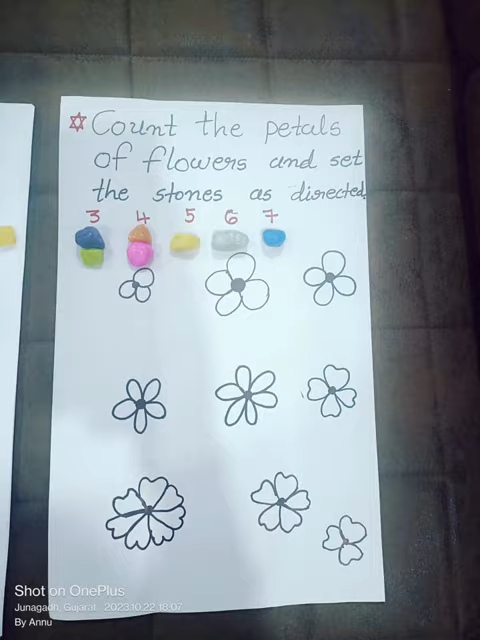 Count the petals
of flowers and set
the stones as directed.
3 4 5 6 7
Shot on OnePlus
Junagadh, Gujarat 2023.10.22 18:07
By Annu